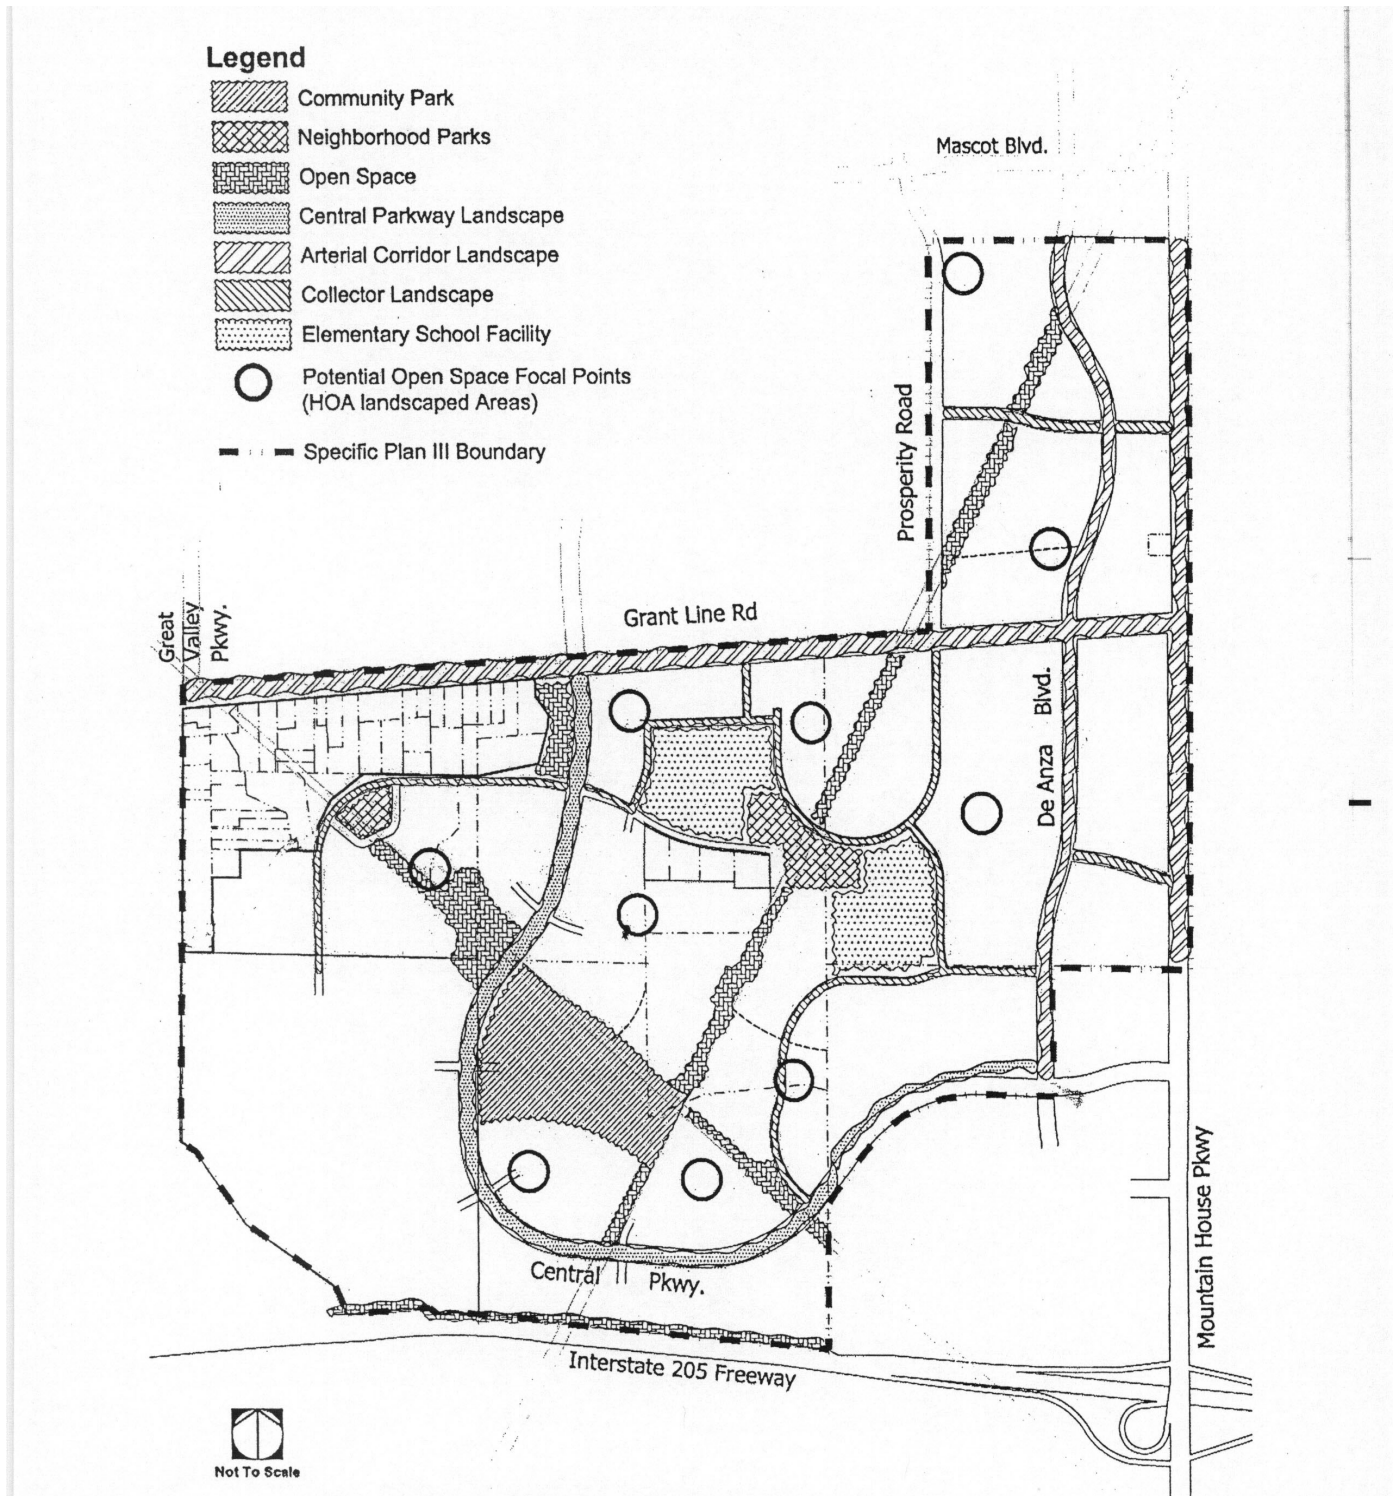 Legend
Community Park
Neighborhood Parks
Open Space
Central Parkway Landscape
Arterial Corridor Landscape
Collector Landscape
Elementary School Facility
Potential Open Space Focal Points
(HOA landscaped Areas)
Specific Plan III Boundary
Mascot Blvd.
Prosperity Road
Grant Line Rd
Great
Valley
Pkwy.
De Anza Blvd.
Central Pkwy.
Mountain House Pkwy
Interstate 205 Freeway
Not To Scale